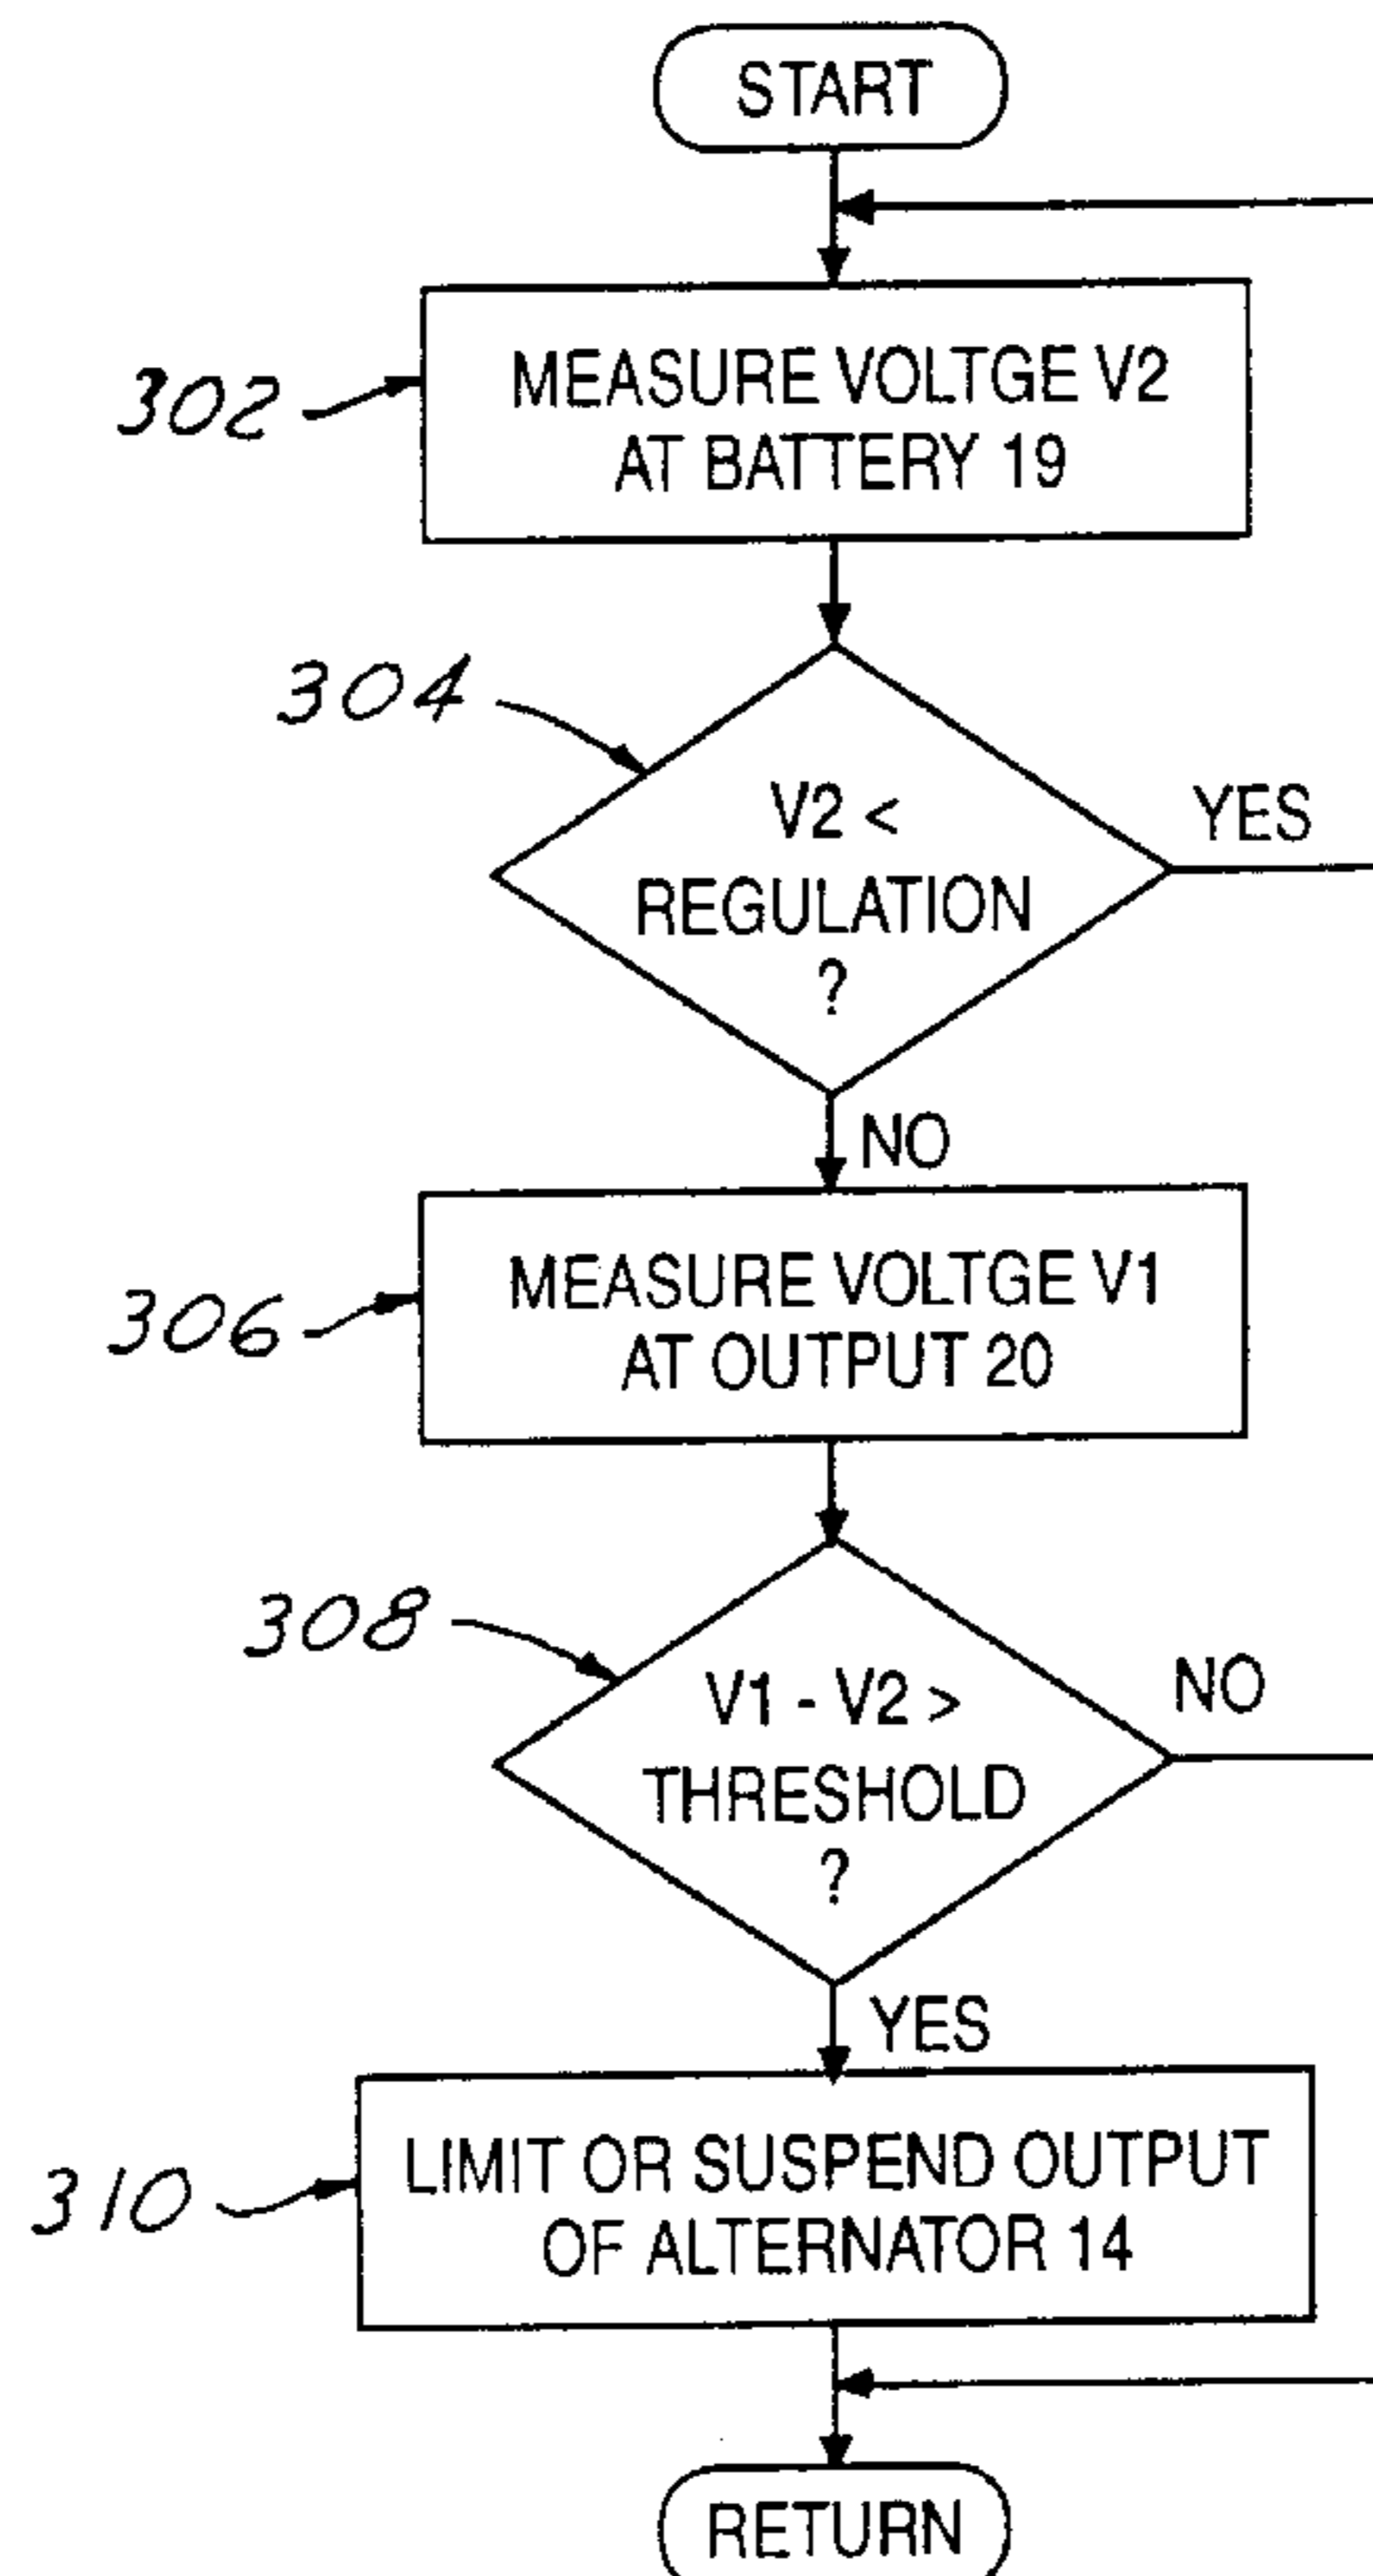 START
302
MEASURE VOLTGE V2
AT BATTERY 19
304
V2 <
REGULATION
?
YES
NO
306
MEASURE VOLTGE V1
AT OUTPUT 20
308
V1 - V2 >
THRESHOLD
?
NO
YES
310
LIMIT OR SUSPEND OUTPUT
OF ALTERNATOR 14
RETURN